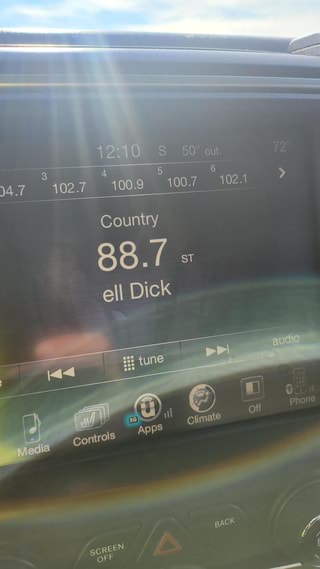 12:10 S 50° out. 72°
04.7 3 102.7 4 100.9 5 100.7 6 102.1
Country
88.7 ST
ell Dick
tune audio
Media Controls 3G Apps Climate Off Phone
SCREEN OFF BACK